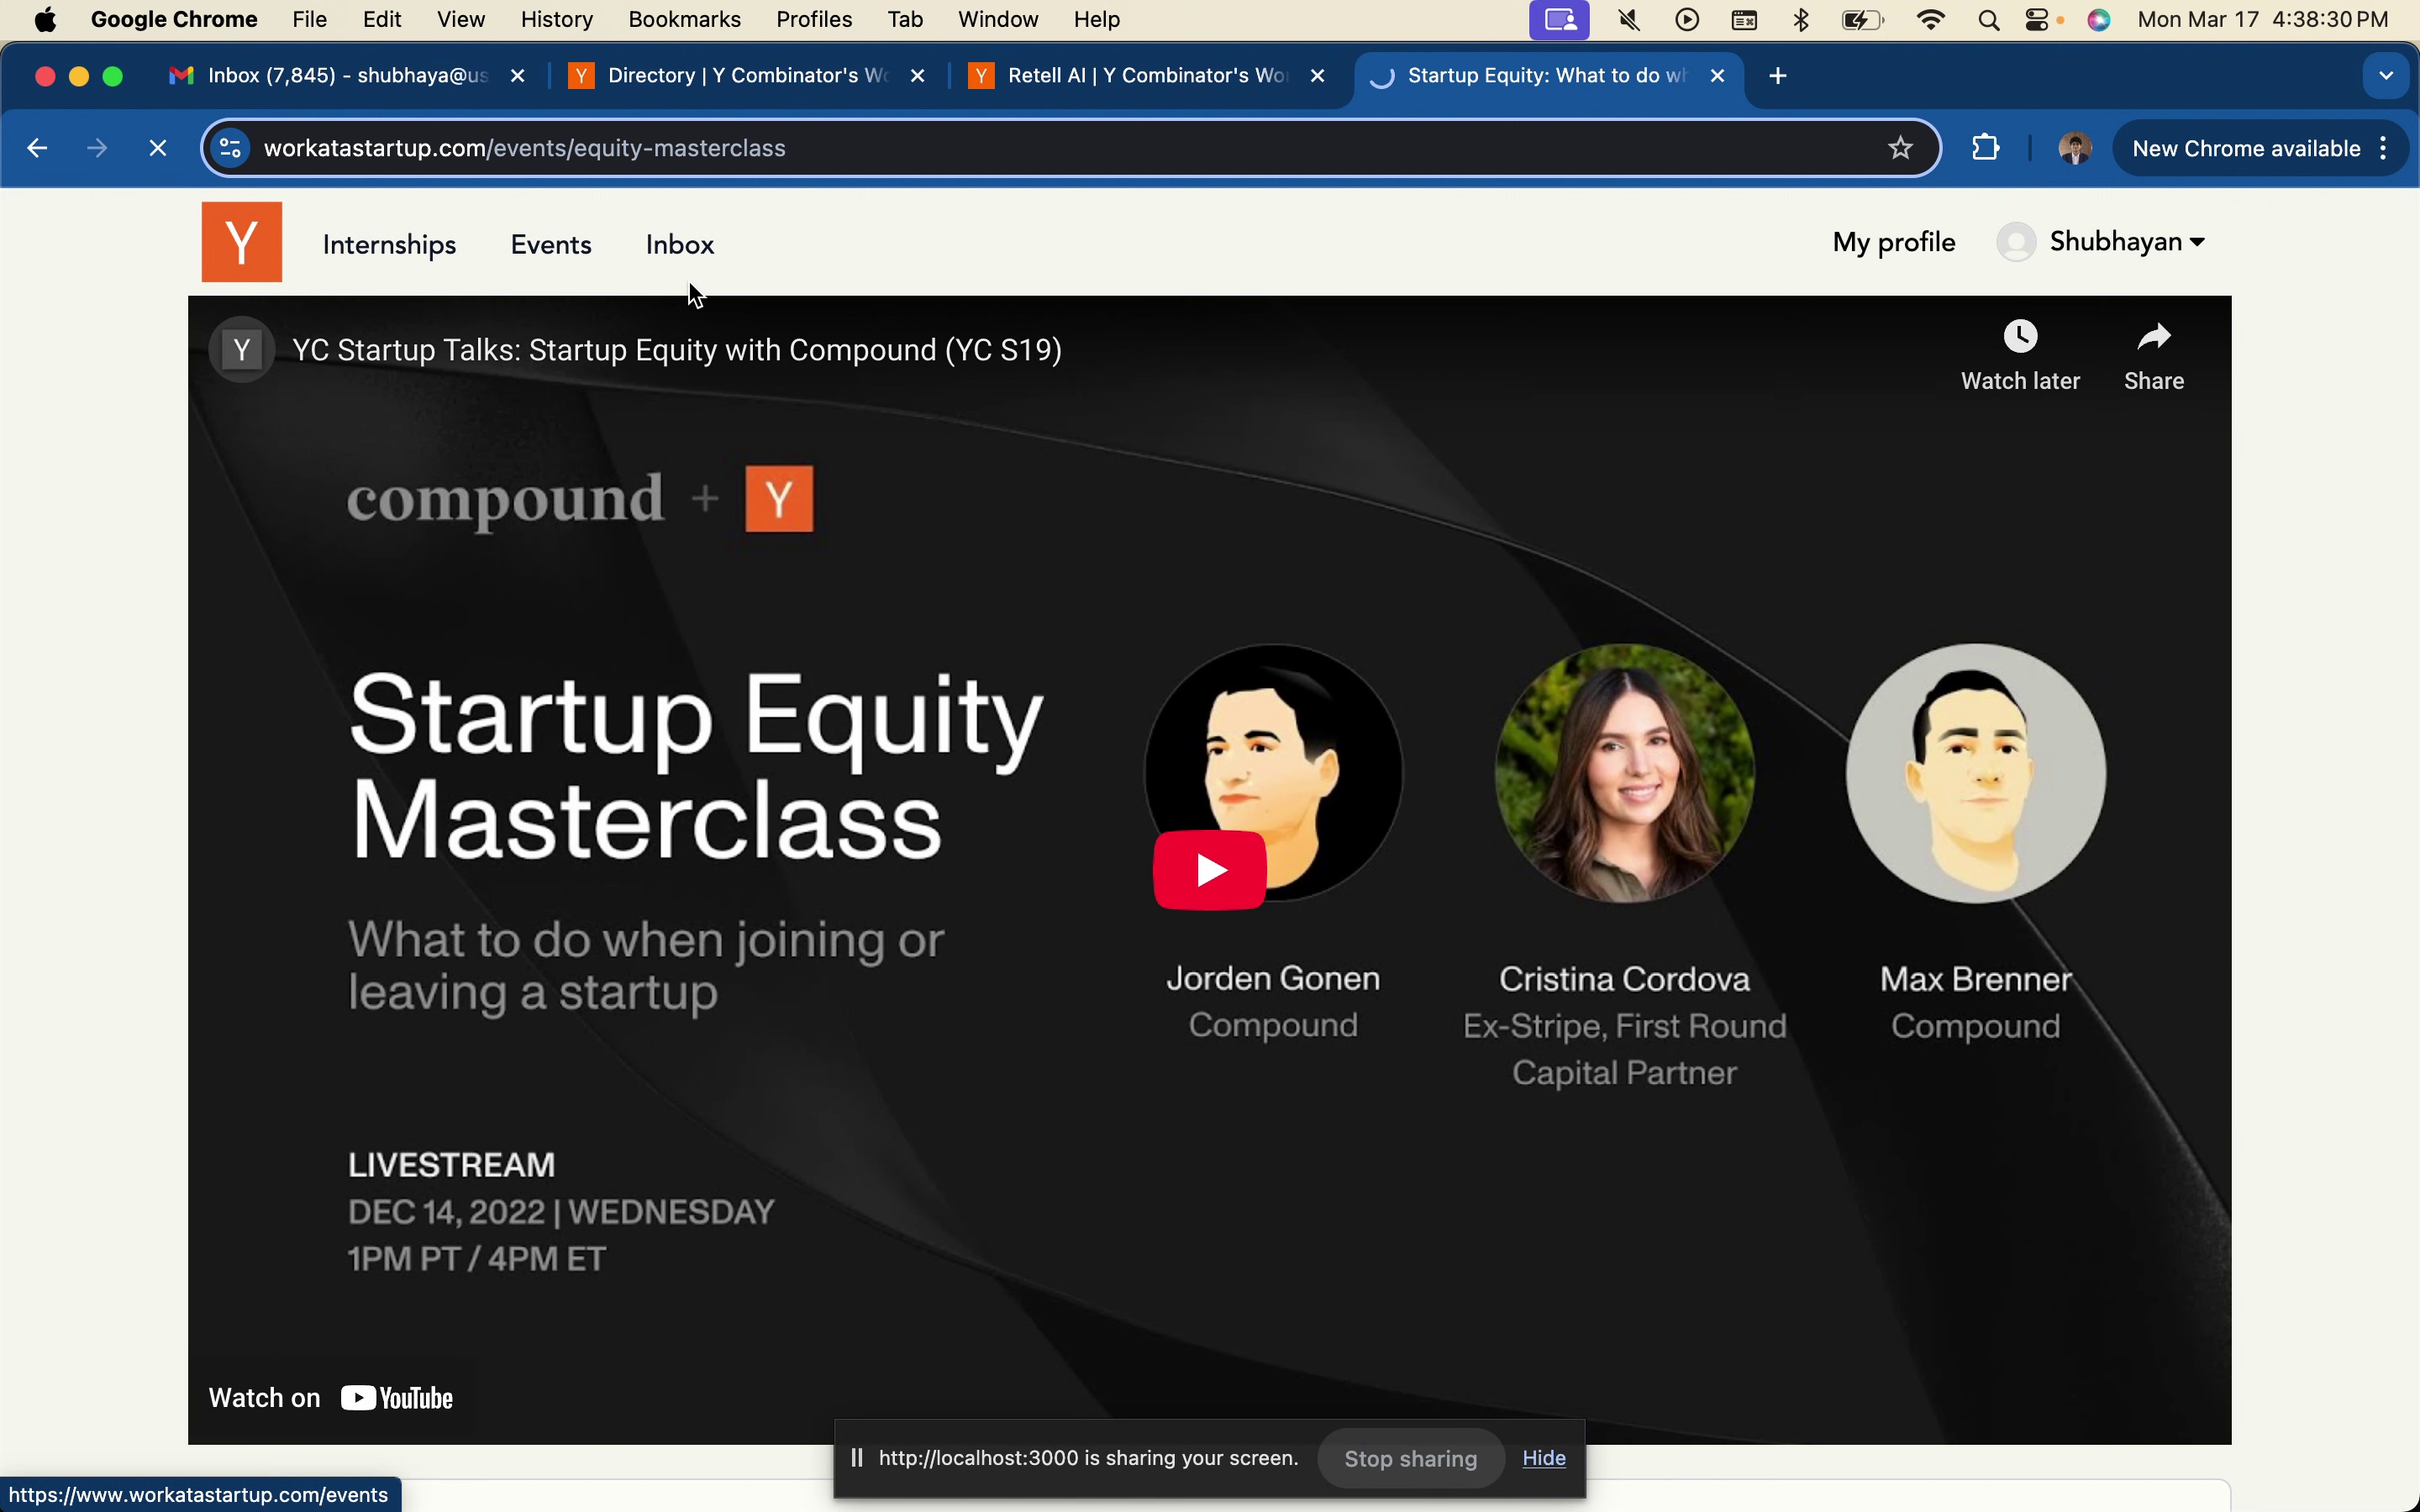 Google Chrome File Edit View History Bookmarks Profiles Tab Window Help Mon Mar 17 4:38:30 PM
Inbox (7,845) - shubhaya@us Directory | Y Combinator's Wo Retell AI | Y Combinator's Wo Startup Equity: What to do wh
workatastartup.com/events/equity-masterclass New Chrome available
Y Internships Events Inbox My profile Shubhayan
Y YC Startup Talks: Startup Equity with Compound (YC S19)
Watch later Share
compound + Y
Startup Equity
Masterclass
What to do when joining or
leaving a startup
Jorden Gonen
Compound
Cristina Cordova
Ex-Stripe, First Round
Capital Partner
Max Brenner
Compound
LIVESTREAM
DEC 14, 2022 | WEDNESDAY
1PM PT / 4PM ET
Watch on YouTube
http://localhost:3000 is sharing your screen. Stop sharing Hide
https://www.workatastartup.com/events